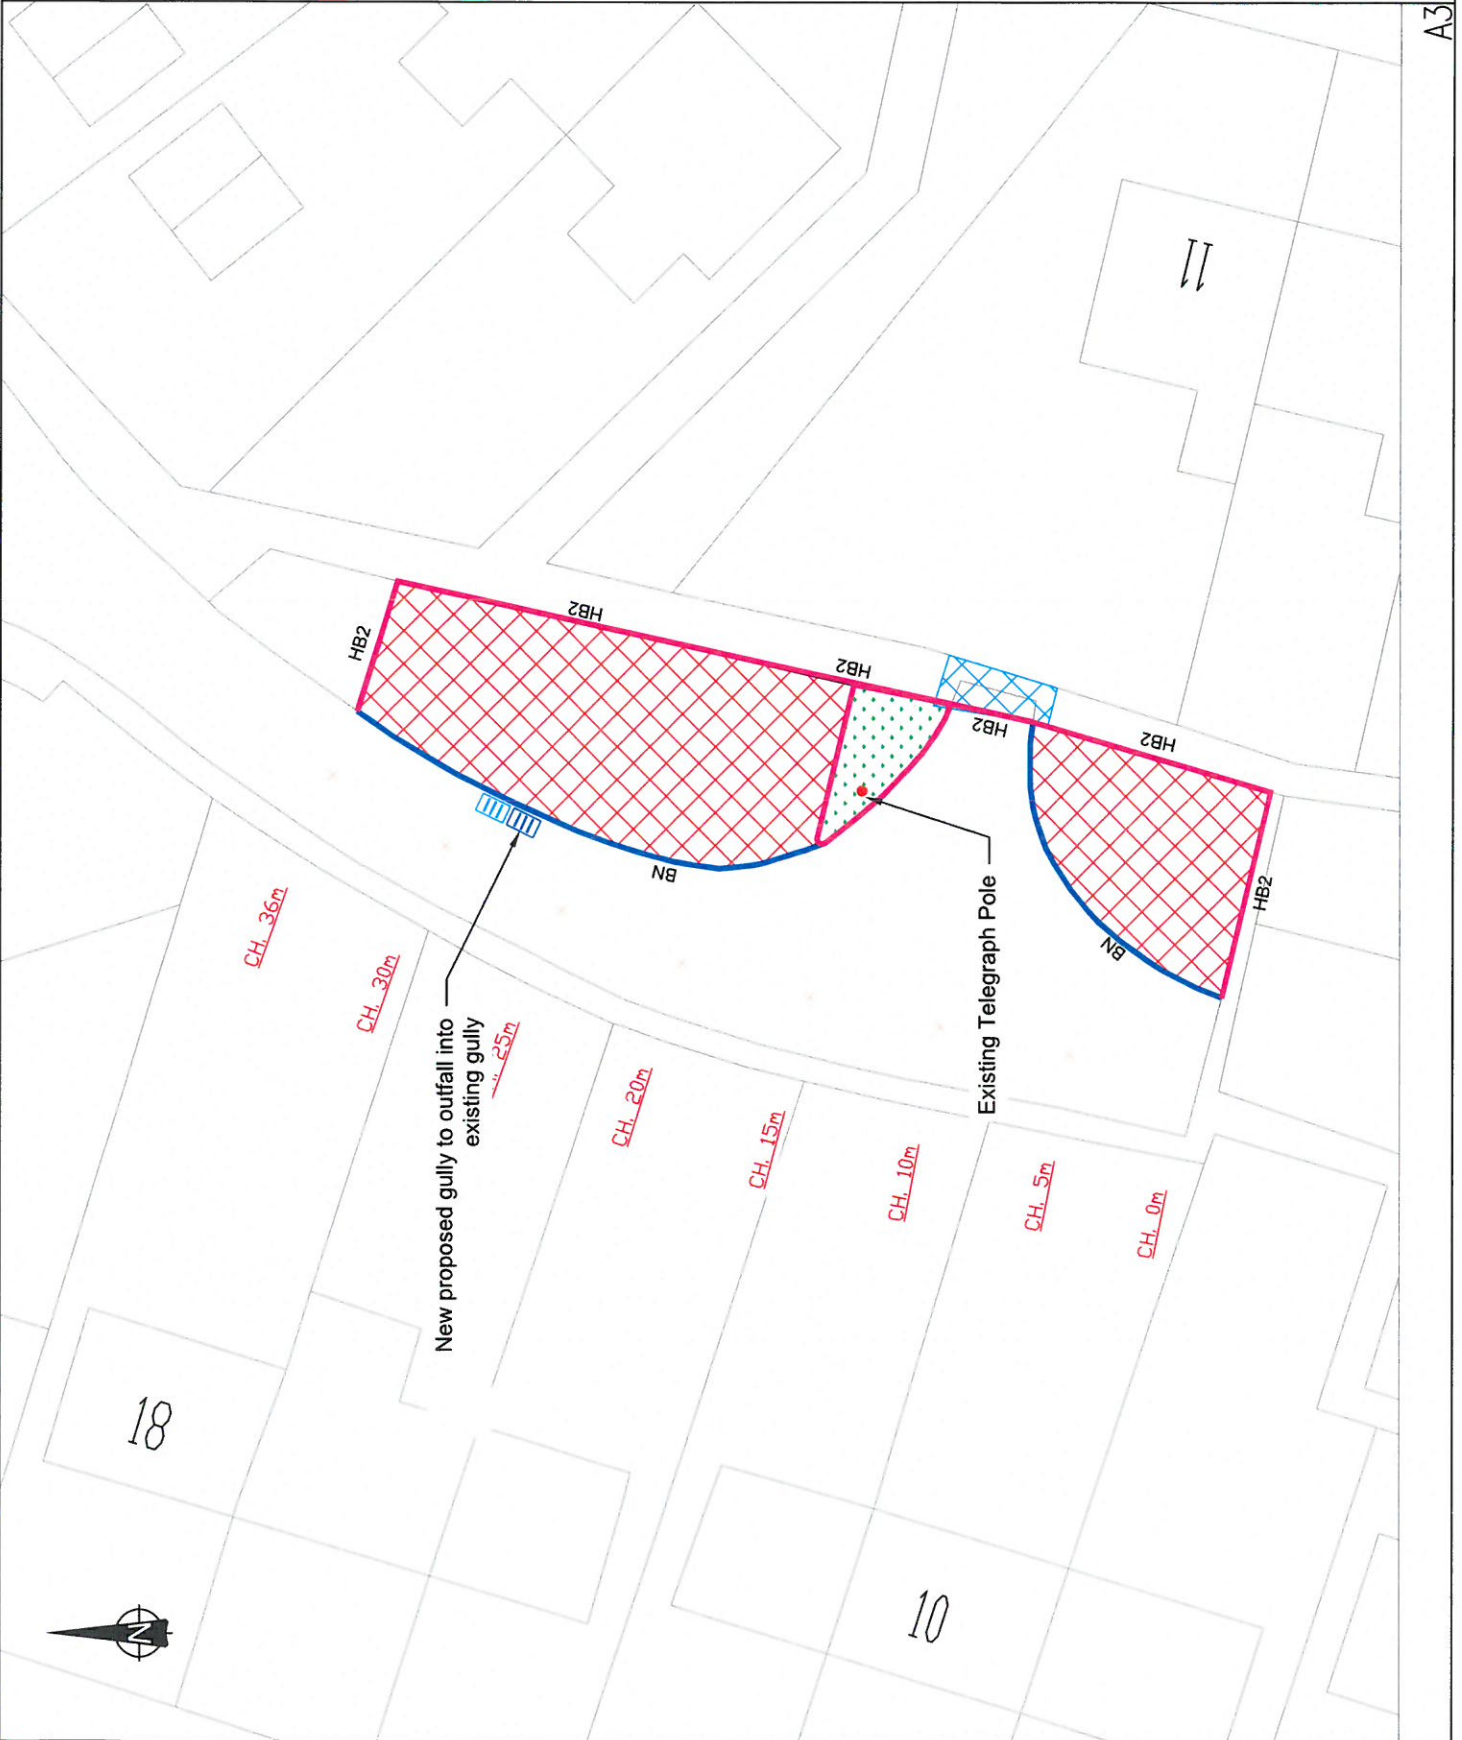 A3
11
HB2
HB2
HB2
HB2
HB2
HB2
BN
BN
CH. 36m
CH. 30m
25m
CH. 20m
CH. 15m
CH. 10m
CH. 5m
CH. 0m
New proposed gully to outfall into
existing gully
Existing Telegraph Pole
18
10
N